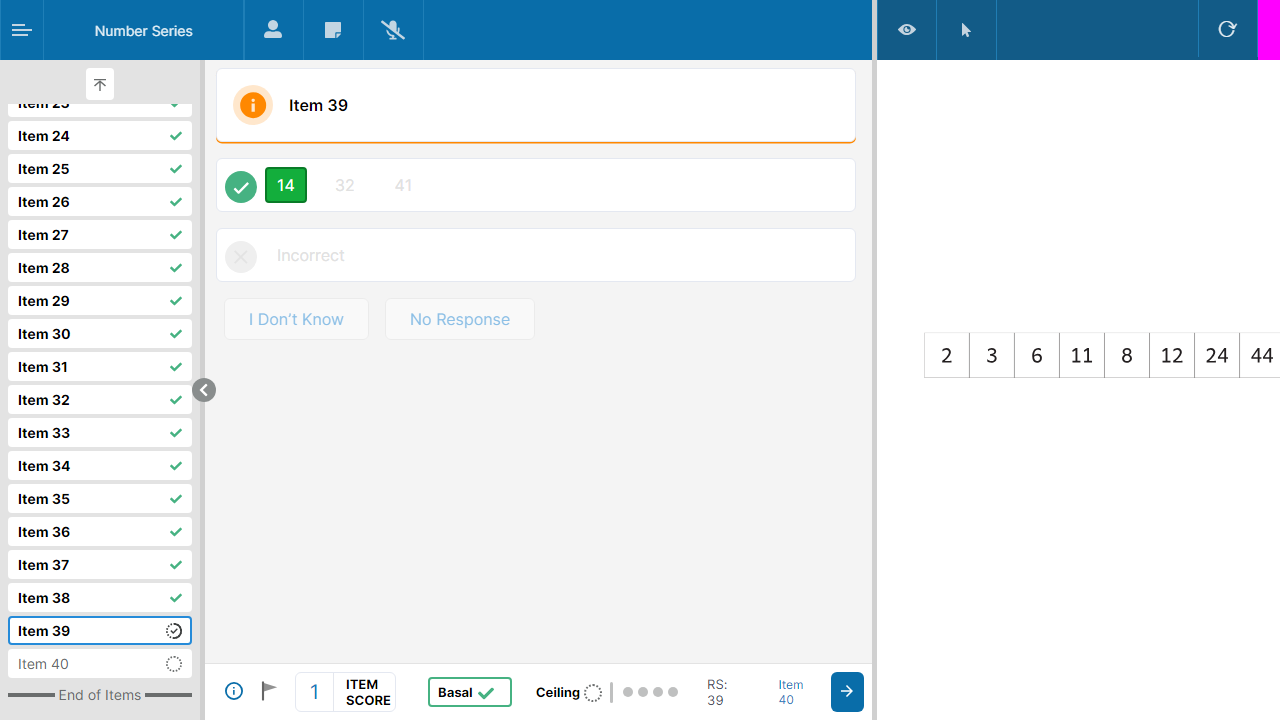 Number Series
Item 23
Item 24
Item 25
Item 26
Item 27
Item 28
Item 29
Item 30
Item 31
Item 32
Item 33
Item 34
Item 35
Item 36
Item 37
Item 38
Item 39
Item 40
End of Items
Item 39
14 32 41
Incorrect
I Don't Know No Response
1 ITEM SCORE
Basal
Ceiling
RS:
39
Item
40
2 3 6 11 8 12 24 44